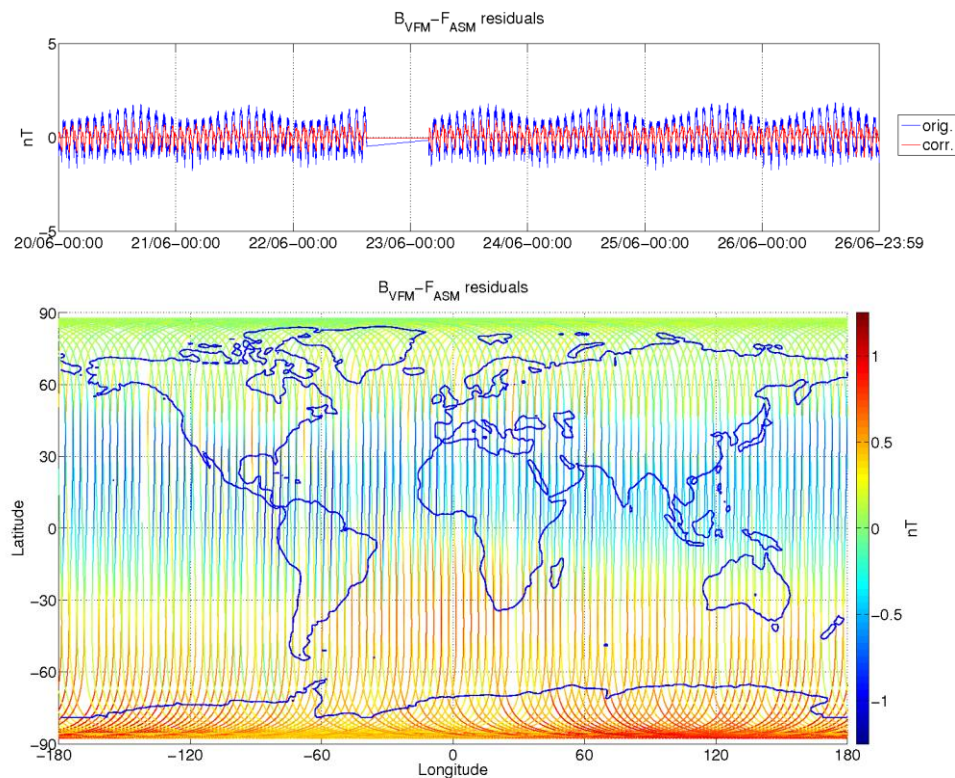 B_VFM−F_ASM residuals
5
0
−5
nT
orig.
corr.
20/06−00:00 21/06−00:00 22/06−00:00 23/06−00:00 24/06−00:00 25/06−00:00 26/06−00:00 26/06−23:59
B_VFM−F_ASM residuals
90
60
30
0
−30
−60
−90
Latitude
−180 −120 −60 0 60 120 180
Longitude
1
0.5
0
−0.5
−1
nT